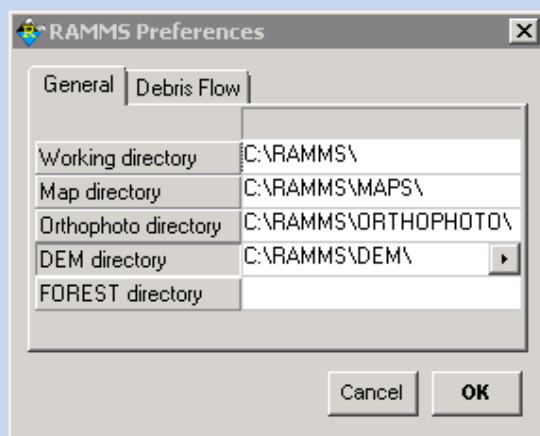 RAMMS Preferences
General Debris Flow
Working directory C:\RAMMS\
Map directory C:\RAMMS\MAPS\
Orthophoto directory C:\RAMMS\ORTHOPHOTO\
DEM directory C:\RAMMS\DEM\
FOREST directory
Cancel OK